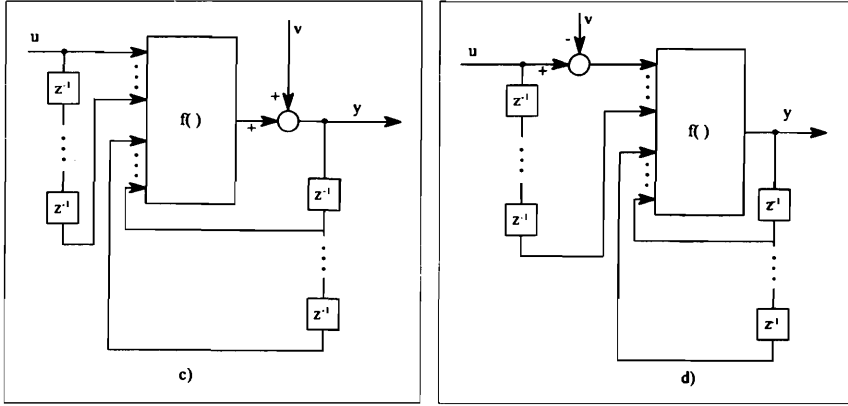 u
v
z⁻¹
f( )
+
+
y
z⁻¹
z⁻¹
z⁻¹
c)
v
-
u
+
z⁻¹
f( )
y
z⁻¹
z⁻¹
z⁻¹
d)